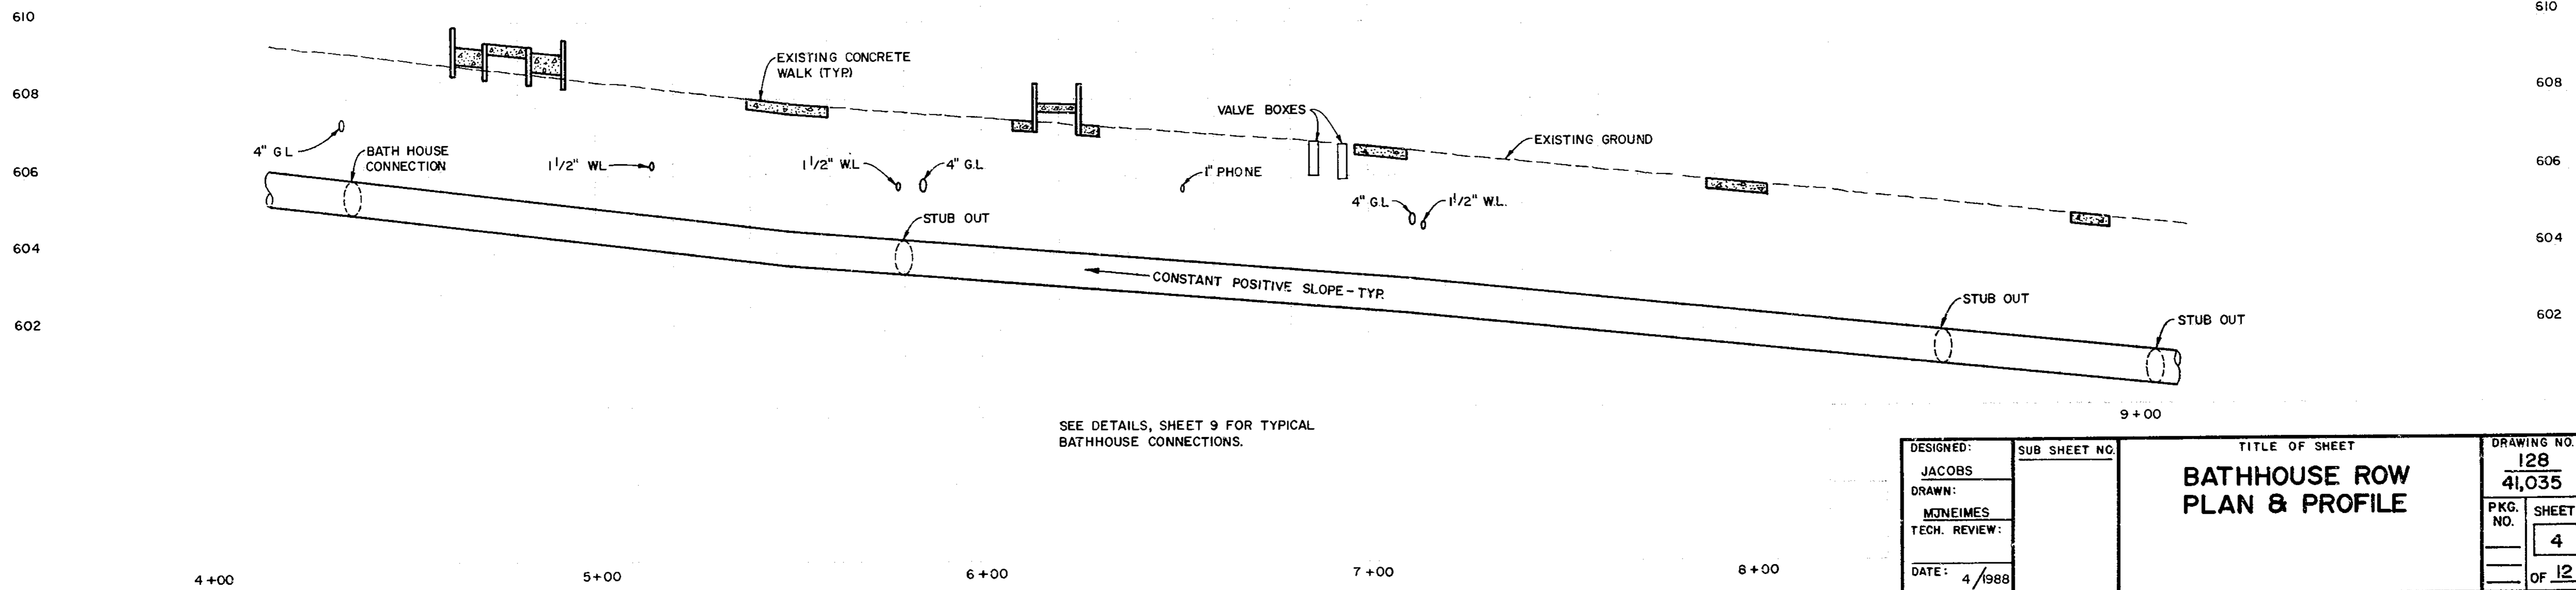 610
610
EXISTING CONCRETE
WALK (TYP.)
608
608
VALVE BOXES
EXISTING GROUND
4" G L
BATH HOUSE
CONNECTION
1 1/2" WL
1 1/2" W.L
4" G.L.
1" PHONE
606
606
4" G.L
1 1/2" W.L.
STUB OUT
604
604
CONSTANT POSITIVE SLOPE-TYP.
STUB OUT
STUB OUT
602
602
9+00
SEE DETAILS, SHEET 9 FOR TYPICAL
BATHHOUSE CONNECTIONS.
DESIGNED:
JACOBS
DRAWN:
MJNEIMES
TECH. REVIEW:
DATE: 4/1988
SUB SHEET NO.
TITLE OF SHEET
BATHHOUSE ROW
PLAN & PROFILE
DRAWING NO.
128
41,035
PKG.
NO.
SHEET
4
OF 12
4+00
5+00
6+00
7+00
8+00